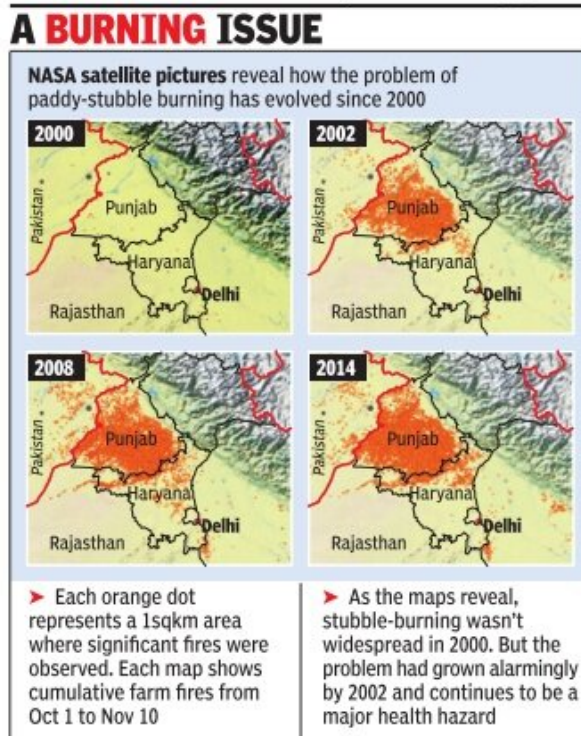 A BURNING ISSUE
NASA satellite pictures reveal how the problem of
paddy-stubble burning has evolved since 2000
2000
Pakistan
Punjab
Haryana
Delhi
Rajasthan
2002
Pakistan
Punjab
Haryana
Delhi
Rajasthan
2008
Pakistan
Punjab
Haryana
Delhi
Rajasthan
2014
Pakistan
Punjab
Haryana
Delhi
Rajasthan
➤ Each orange dot
represents a 1sqkm area
where significant fires were
observed. Each map shows
cumulative farm fires from
Oct 1 to Nov 10
➤ As the maps reveal,
stubble-burning wasn't
widespread in 2000. But the
problem had grown alarmingly
by 2002 and continues to be a
major health hazard